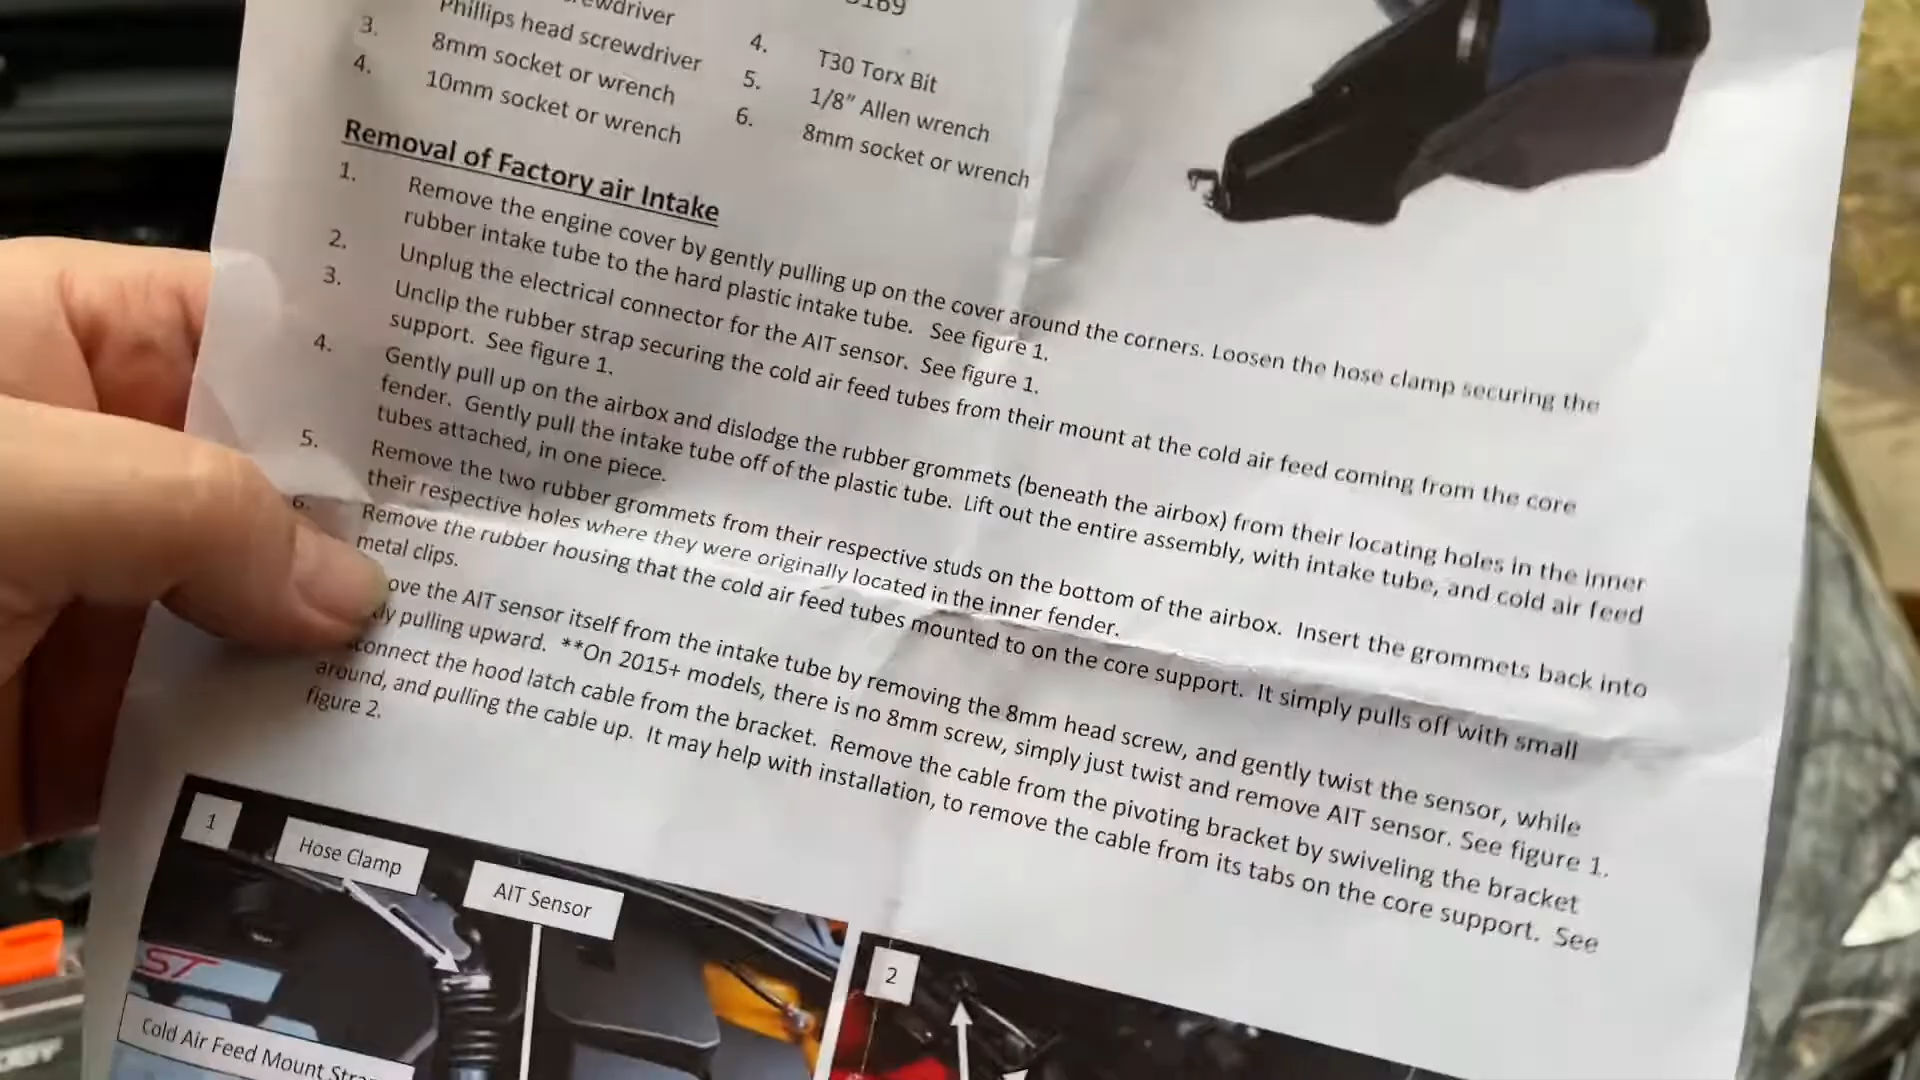 Phillips head screwdriver
3. 8mm socket or wrench
4. 10mm socket or wrench
4. T30 Torx Bit
5. 1/8" Allen wrench
6. 8mm socket or wrench
Removal of Factory air Intake
1. Remove the engine cover by gently pulling up on the cover around the corners. Loosen the hose clamp securing the
rubber intake tube to the hard plastic intake tube. See figure 1.
2. Unplug the electrical connector for the AIT sensor. See figure 1.
3. Unclip the rubber strap securing the cold air feed tubes from their mount at the cold air feed coming from the core
support. See figure 1.
4. Gently pull up on the airbox and dislodge the rubber grommets (beneath the airbox) from their locating holes in the inner
fender. Gently pull the intake tube off of the plastic tube. Lift out the entire assembly, with intake tube, and cold air feed
tubes attached, in one piece.
5. Remove the two rubber grommets from their respective studs on the bottom of the airbox. Insert the grommets back into
their respective holes where they were originally located in the inner fender.
6. Remove the rubber housing that the cold air feed tubes mounted to on the core support. It simply pulls off with small
metal clips.
ove the AIT sensor itself from the intake tube by removing the 8mm head screw, and gently twist the sensor, while
pulling upward. **On 2015+ models, there is no 8mm screw, simply just twist and remove AIT sensor. See figure 1.
connect the hood latch cable from the bracket. Remove the cable from the pivoting bracket by swiveling the bracket
around, and pulling the cable up. It may help with installation, to remove the cable from its tabs on the core support. See
figure 2.
1
Hose Clamp
AIT Sensor
2
ST
Cold Air Feed Mount